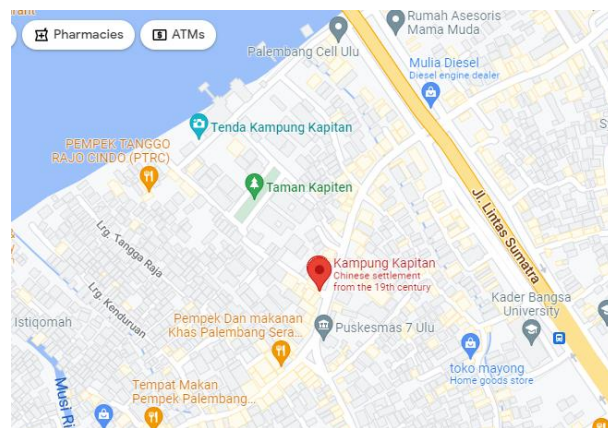 Pharmacies
ATMs
Rumah Asesoris
Mama Muda
Palembang Cell Ulu
Mulia Diesel
Diesel engine dealer
Tenda Kampung Kapitan
PEMPEK TANGGO
RAJO CINDO (PTRC)
Taman Kapiten
Jl. Lintas Sumatra
Lrg. Tangga Raja
Kampung Kapitan
Chinese settlement
from the 19th century
Lrg. Kenduruan
Kader Bangsa
University
Istiqomah
Pempek Dan makanan
Khas Palembang Sera...
Puskesmas 7 Ulu
toko mayong
Home goods store
Musi Ri
Tempat Makan
Pempek Palembang...